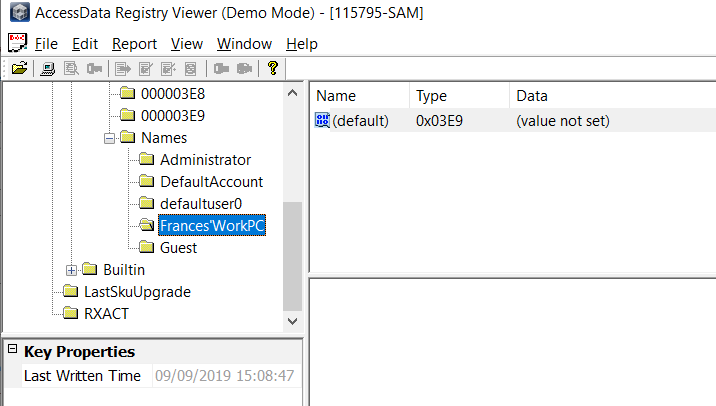 AccessData Registry Viewer (Demo Mode) - [115795-SAM]
File Edit Report View Window Help
000003E8
000003E9
Names
Administrator
DefaultAccount
defaultuser0
Frances'WorkPC
Guest
Builtin
LastSkuUpgrade
RXACT
Name Type Data
(default) 0x03E9 (value not set)
Key Properties
Last Written Time 09/09/2019 15:08:47